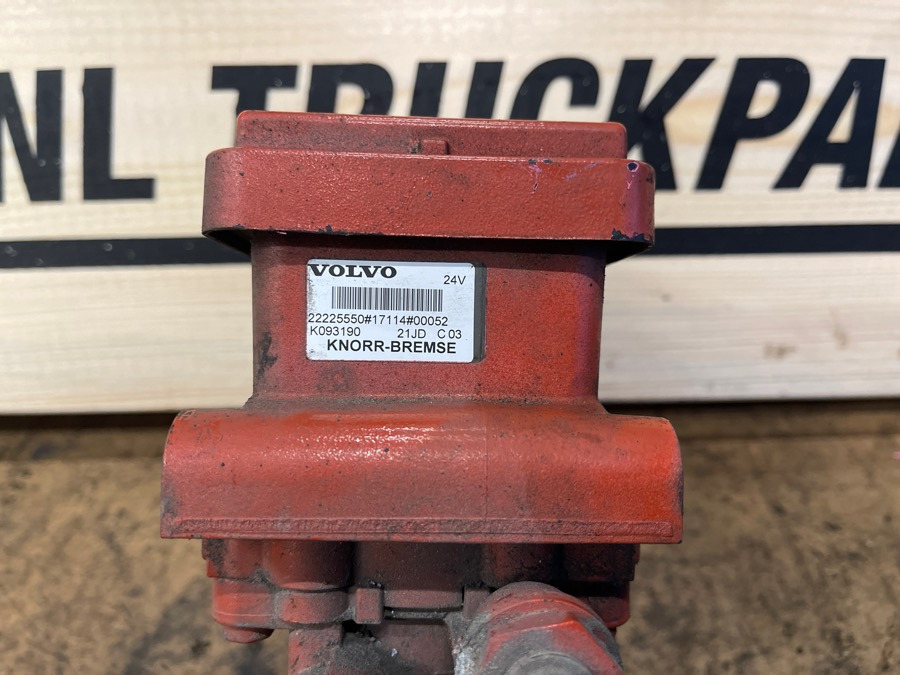 NL TRUCKPA
VOLVO
24V
22225550#17114#00052
K093190 21JD C 03
KNORR-BREMSE